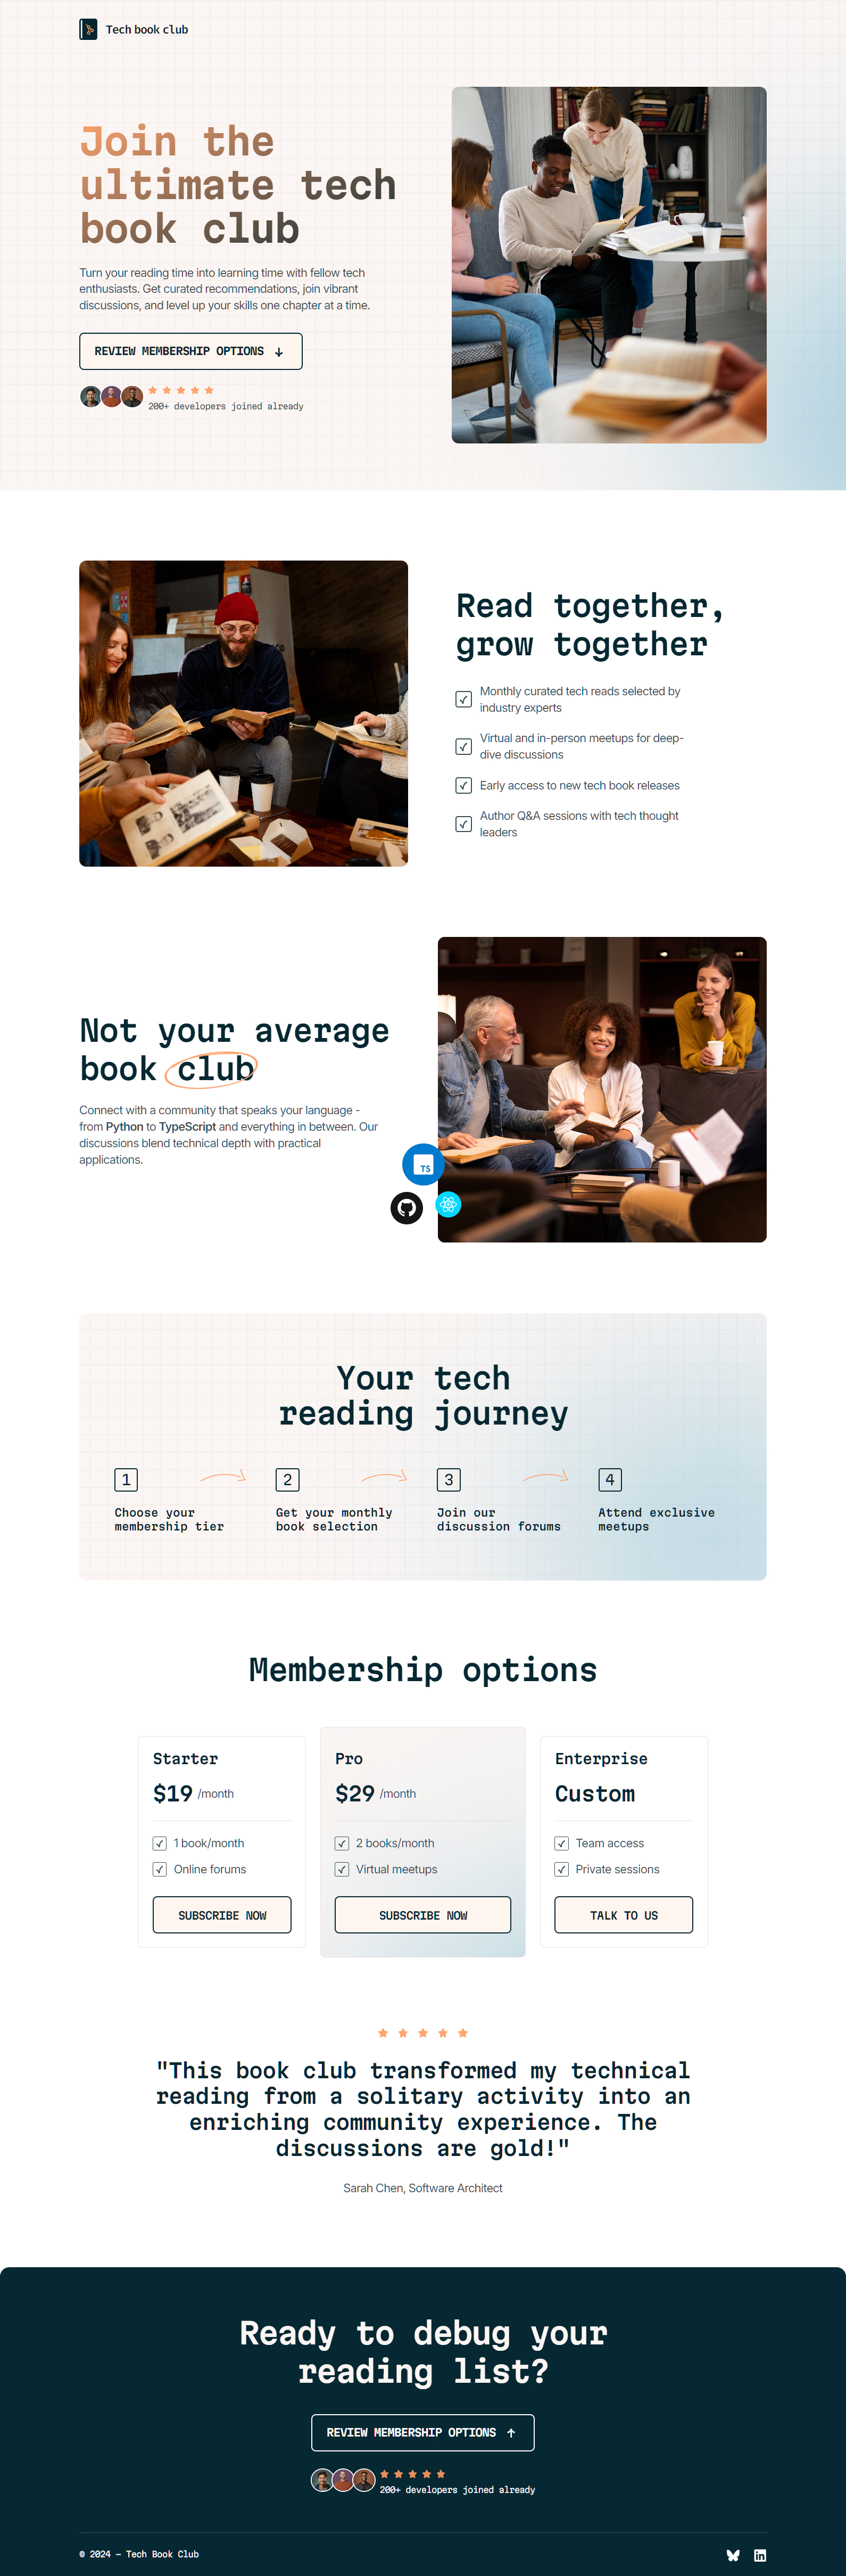 Tech book club
Join the
ultimate tech
book club
Turn your reading time into learning time with fellow tech
enthusiasts. Get curated recommendations, join vibrant
discussions, and level up your skills one chapter at a time.
REVIEW MEMBERSHIP OPTIONS
200+ developers joined already
Read together,
grow together
Monthly curated tech reads selected by
industry experts
Virtual and in-person meetups for deep-
dive discussions
Early access to new tech book releases
Author Q&A sessions with tech thought
leaders
Not your average
book club
Connect with a community that speaks your language -
from Python to TypeScript and everything in between. Our
discussions blend technical depth with practical
applications.
TS
Your tech
reading journey
1
Choose your
membership tier
2
Get your monthly
book selection
3
Join our
discussion forums
4
Attend exclusive
meetups
Membership options
Starter
$19 /month
1 book/month
Online forums
SUBSCRIBE NOW
Pro
$29 /month
2 books/month
Virtual meetups
SUBSCRIBE NOW
Enterprise
Custom
Team access
Private sessions
TALK TO US
"This book club transformed my technical
reading from a solitary activity into an
enriching community experience. The
discussions are gold!"
Sarah Chen, Software Architect
Ready to debug your
reading list?
REVIEW MEMBERSHIP OPTIONS
200+ developers joined already
© 2024 – Tech Book Club
in